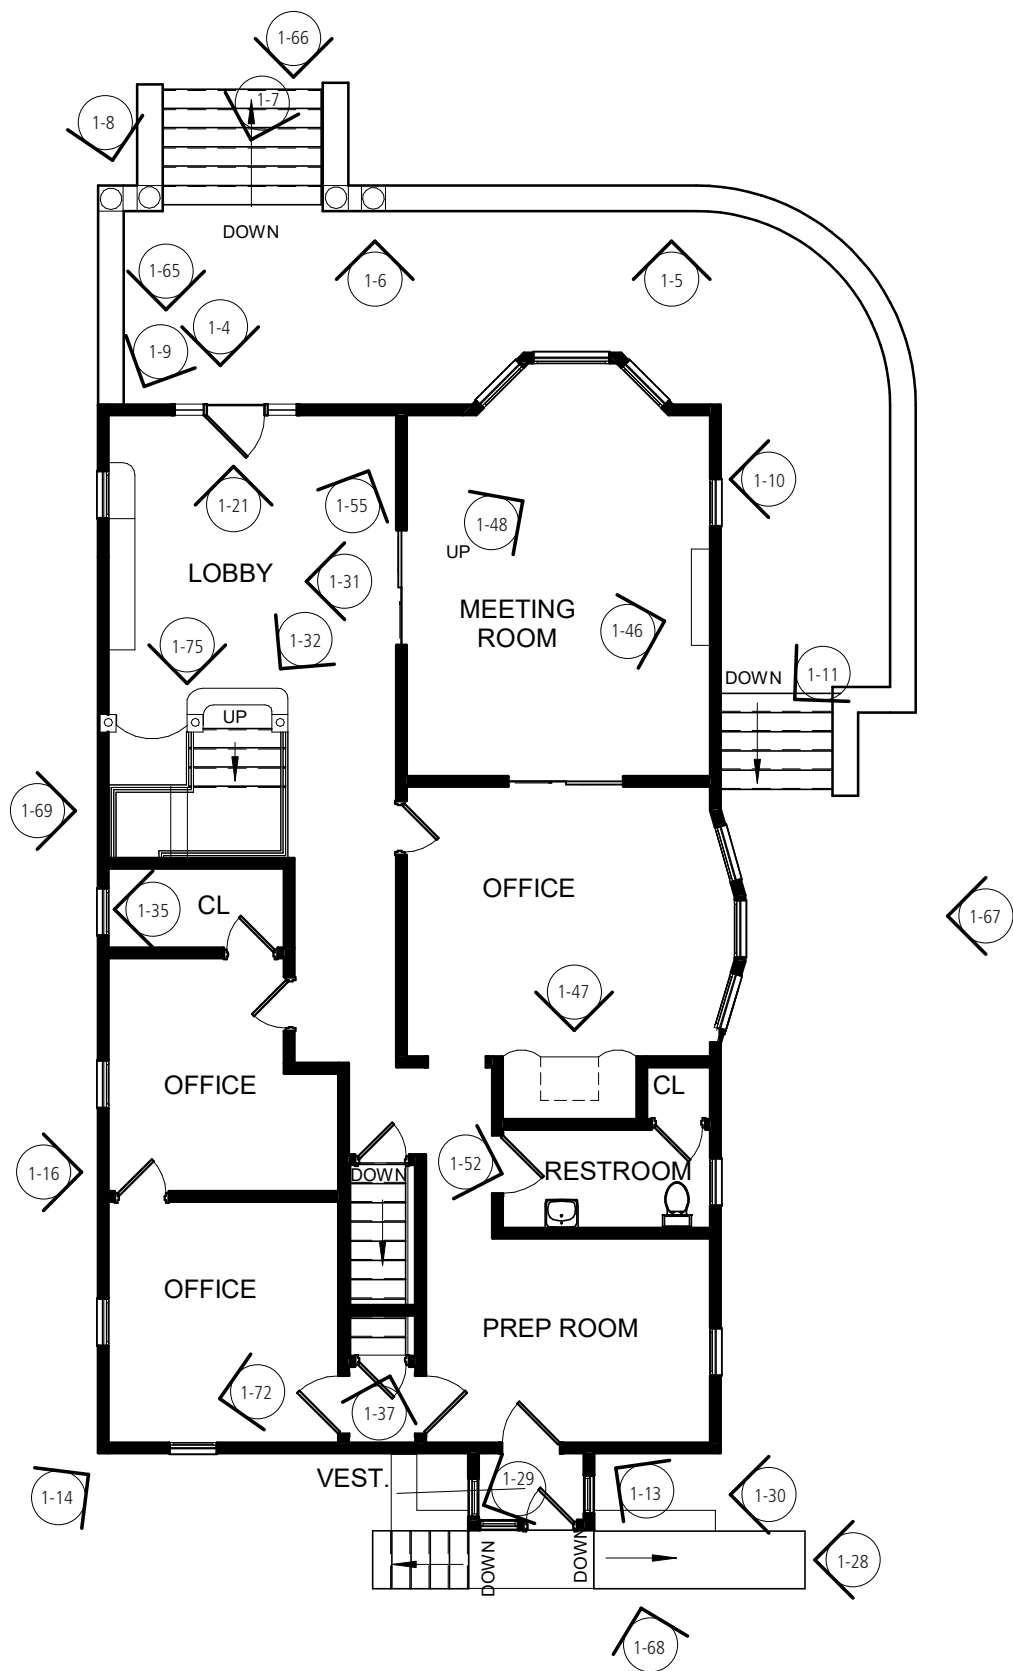 1-66
1-7
1-8
DOWN
1-65
1-6
1-5
1-4
1-9
1-10
1-21
1-55
1-48
UP
LOBBY
1-31
MEETING
ROOM
1-46
1-32
1-75
DOWN
1-11
UP
1-69
OFFICE
CL
1-35
1-67
1-47
OFFICE
CL
1-16
1-52
RESTROOM
DOWN
OFFICE
PREP ROOM
1-72
1-37
VEST.
1-29
1-14
1-13
1-30
DOWN
DOWN
1-28
1-68